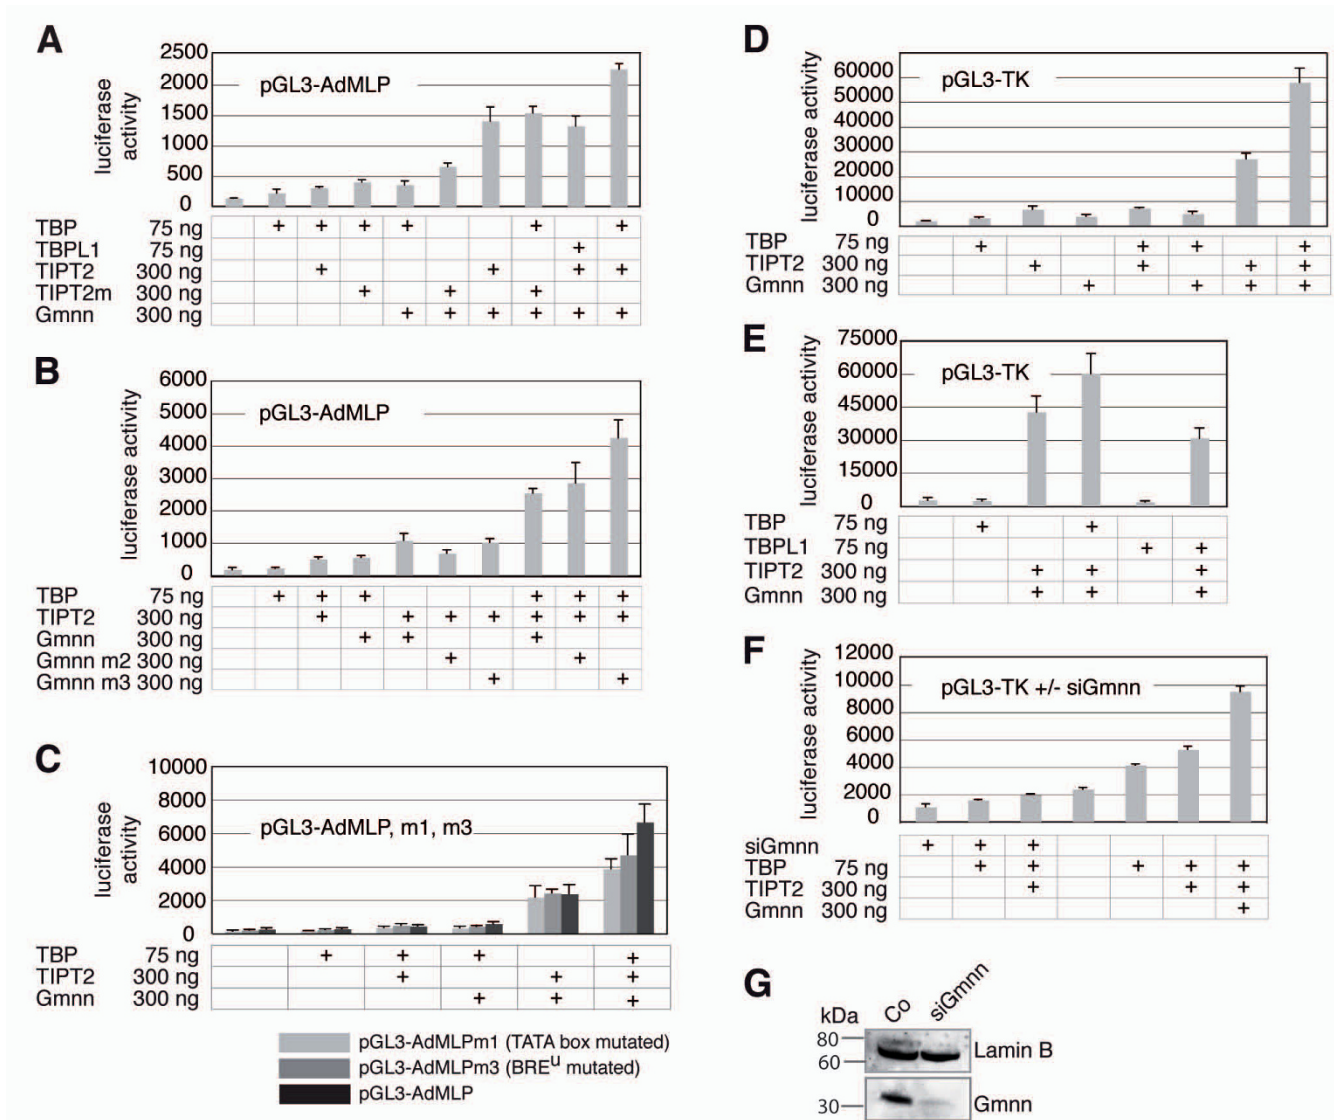 A
2500
2000
1500
1000
500
0
luciferase
activity
pGL3-AdMLP
TBP 75 ng + + + + + +
TBPL1 75 ng +
TIPT2 300 ng + + + +
TIPT2m 300 ng + + +
Gmnn 300 ng + + + + + +
B
6000
5000
4000
3000
2000
1000
0
luciferase activity
pGL3-AdMLP
TBP 75 ng + + + + + +
TIPT2 300 ng + + + + + + +
Gmnn 300 ng + + +
Gmnn m2 300 ng + +
Gmnn m3 300 ng + +
C
10000
8000
6000
4000
2000
0
luciferase
activity
pGL3-AdMLP, m1, m3
TBP 75 ng + + + +
TIPT2 300 ng + + +
Gmnn 300 ng + + +
pGL3-AdMLPm1 (TATA box mutated)
pGL3-AdMLPm3 (BREU mutated)
pGL3-AdMLP
D
60000
50000
40000
30000
20000
10000
0
luciferase activity
pGL3-TK
TBP 75 ng + + + +
TIPT2 300 ng + + + +
Gmnn 300 ng + + + +
E
75000
60000
45000
30000
15000
0
luciferase activity
pGL3-TK
TBP 75 ng + +
TBPL1 75 ng + +
TIPT2 300 ng + + +
Gmnn 300 ng + + +
F
12000
10000
8000
6000
4000
2000
0
luciferase activity
pGL3-TK +/- siGmnn
siGmnn + + +
TBP 75 ng + + + + +
TIPT2 300 ng + + +
Gmnn 300 ng +
G
kDa Co siGmnn
80
60
Lamin B
30
Gmnn